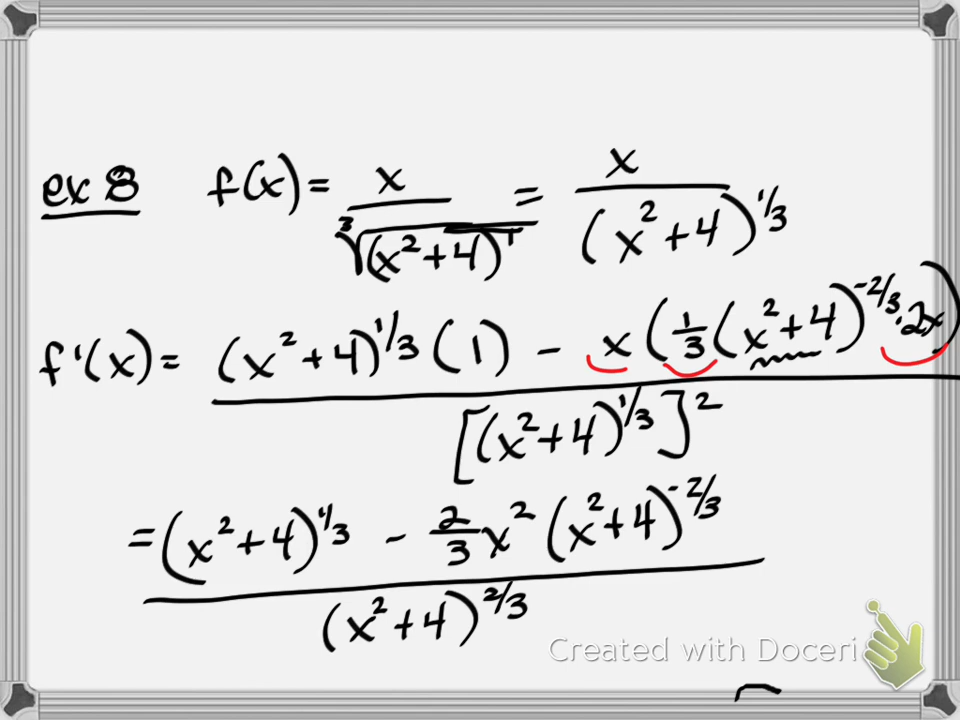 ex 8 f(x) = x / ∛(x² + 4)¹ = x / (x² + 4)^1/3
f'(x) = (x² + 4)^1/3 (1) − x (1/3 (x² + 4)^-2/3 · 2x) / [(x² + 4)^1/3]²
= (x² + 4)^1/3 − 2/3 x² (x² + 4)^-2/3 / (x² + 4)^2/3
Created with Doceri